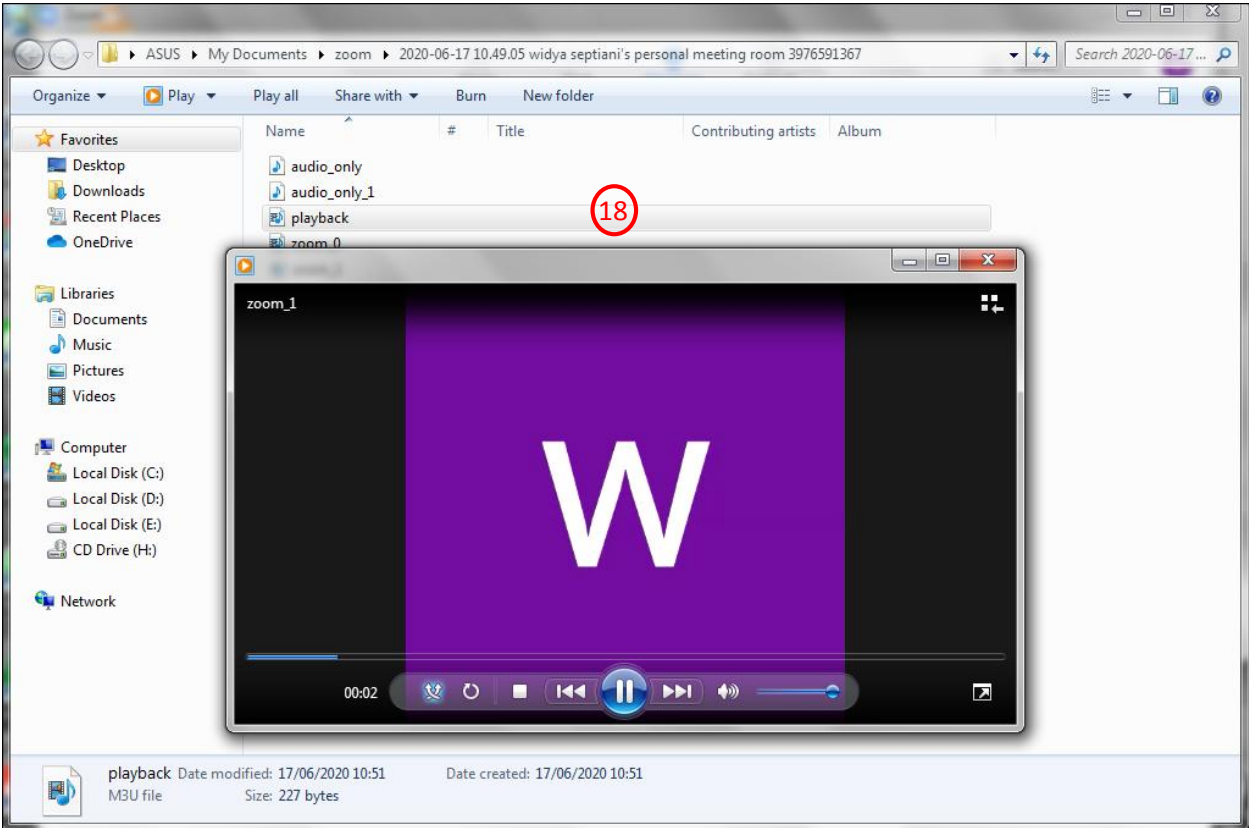 ASUS ▸ My Documents ▸ zoom ▸ 2020-06-17 10.49.05 widya septiani's personal meeting room 3976591367
Search 2020-06-17 ...
Organize Play Play all Share with Burn New folder
Favorites
Desktop
Downloads
Recent Places
OneDrive
Libraries
Documents
Music
Pictures
Videos
Computer
Local Disk (C:)
Local Disk (D:)
Local Disk (E:)
CD Drive (H:)
Network
Name # Title Contributing artists Album
audio_only
audio_only_1
playback
18
zoom_0
zoom_1
W
00:02
playback Date modified: 17/06/2020 10:51 Date created: 17/06/2020 10:51
M3U file Size: 227 bytes